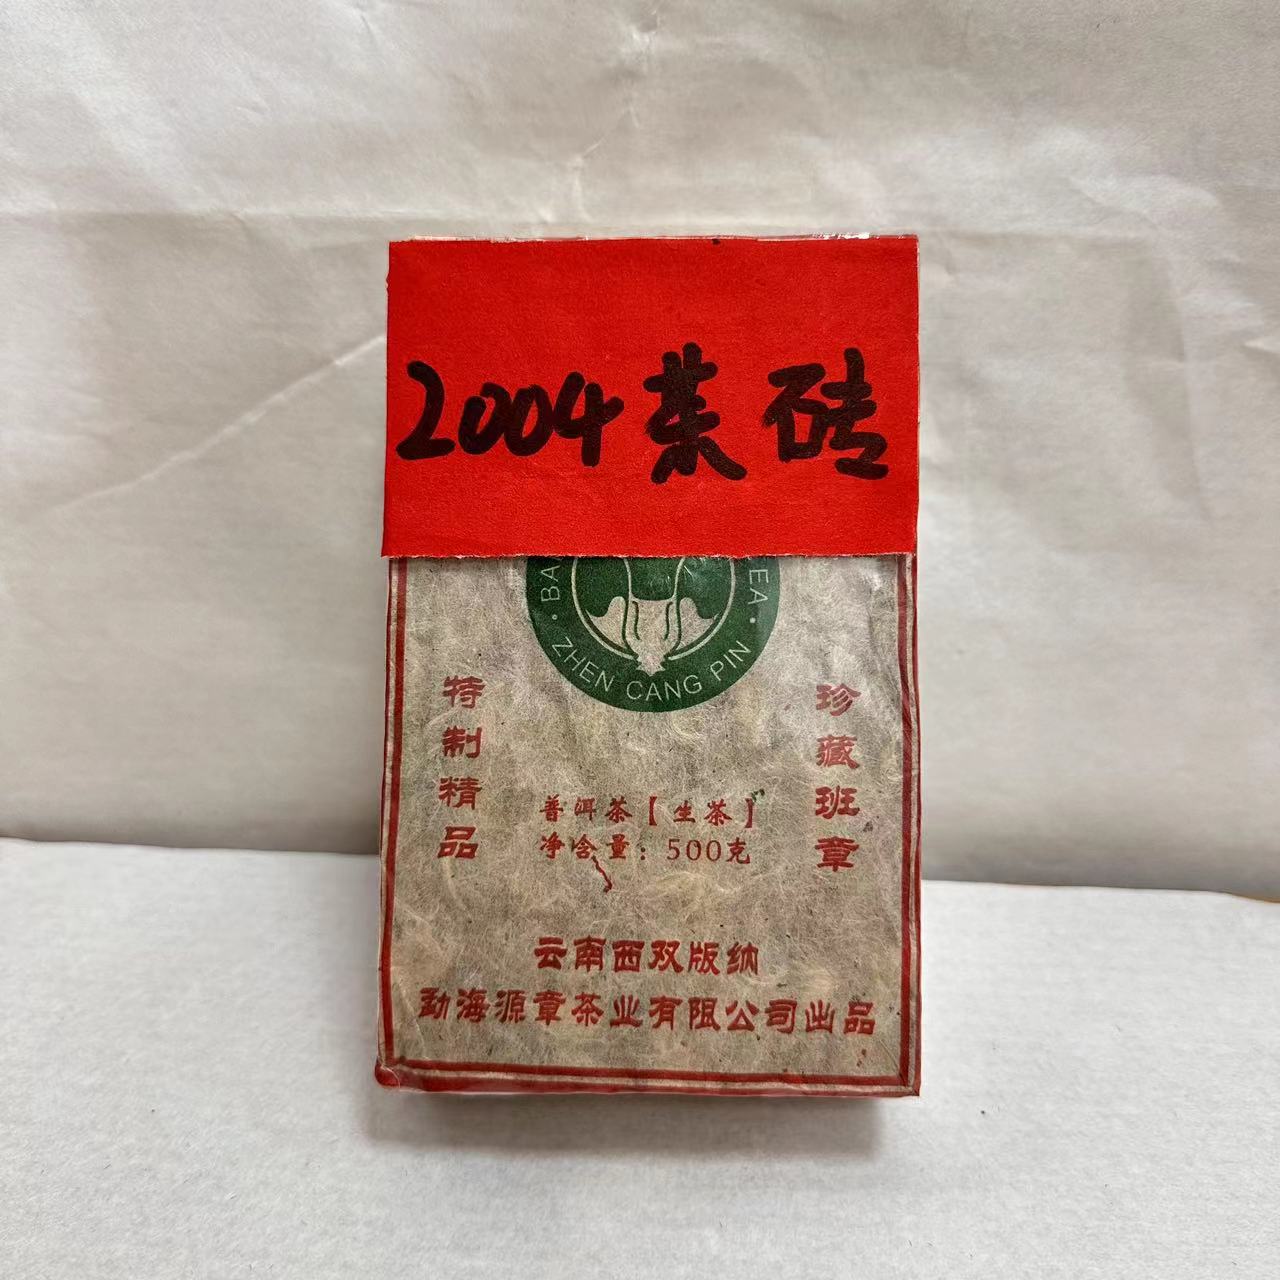 2004茶砖
BA
EA
ZHEN CANG PIN
特制精品
珍藏班章
普洱茶【生茶】
净含量：500克
云南西双版纳
勐海源章茶业有限公司出品